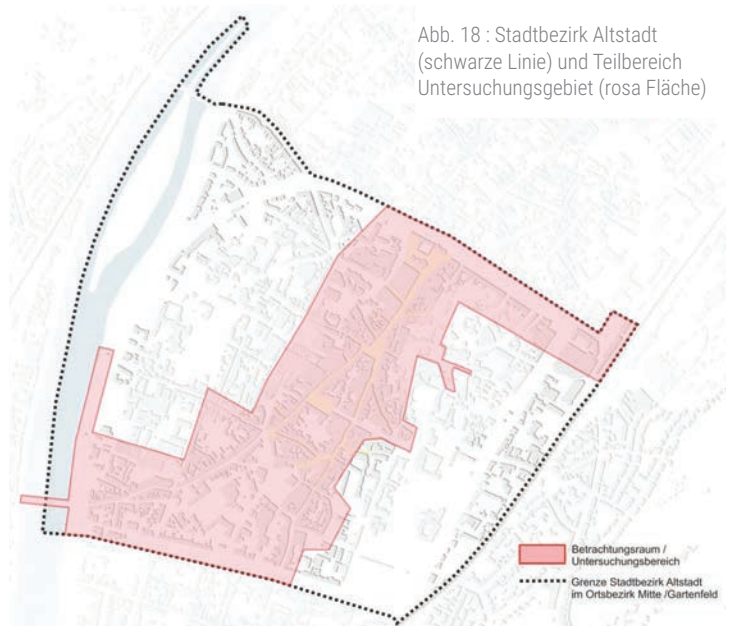 Abb. 18 : Stadtbezirk Altstadt
(schwarze Linie) und Teilbereich
Untersuchungsgebiet (rosa Fläche)
Betrachtungsraum /
Untersuchungsbereich
Grenze Stadtbezirk Altstadt
im Ortsbezirk Mitte /Gartenfeld